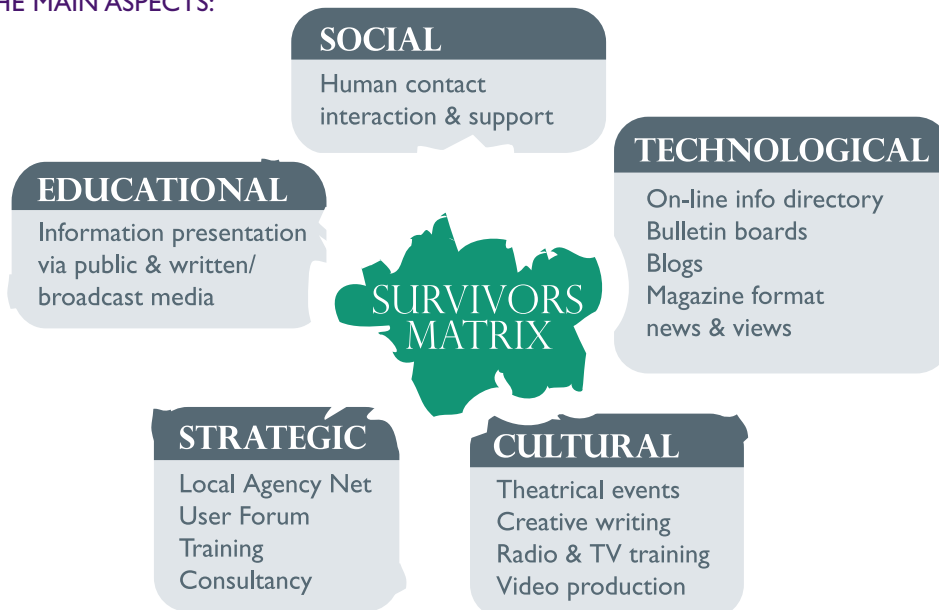 HE MAIN ASPECTS:
SOCIAL
Human contact
interaction & support
TECHNOLOGICAL
On-line info directory
Bulletin boards
Blogs
Magazine format
news & views
EDUCATIONAL
Information presentation
via public & written/
broadcast media
SURVIVORS
MATRIX
STRATEGIC
Local Agency Net
User Forum
Training
Consultancy
CULTURAL
Theatrical events
Creative writing
Radio & TV training
Video production